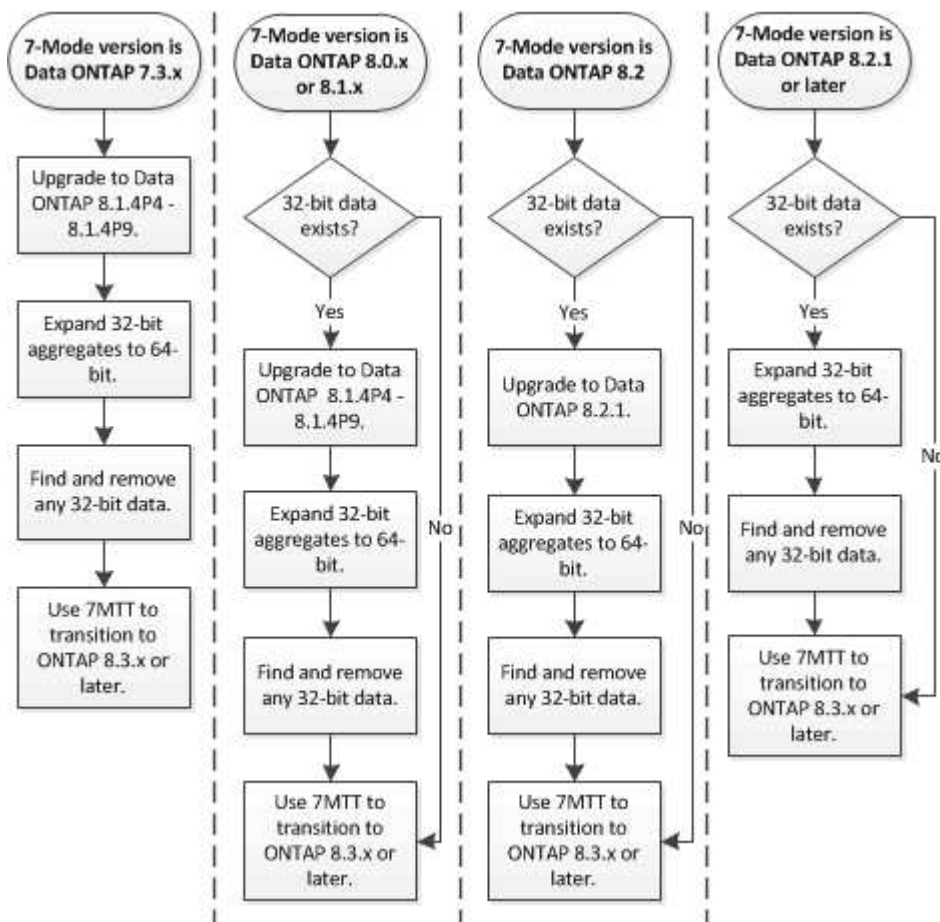 7-Mode version is
Data ONTAP 7.3.x
Upgrade to Data
ONTAP 8.1.4P4 -
8.1.4P9.
Expand 32-bit
aggregates to 64-
bit.
Find and remove
any 32-bit data.
Use 7MTT to
transition to
ONTAP 8.3.x or
later.
7-Mode version is
Data ONTAP 8.0.x
or 8.1.x
32-bit data
exists?
Yes
No
Upgrade to Data
ONTAP 8.1.4P4 -
8.1.4P9.
Expand 32-bit
aggregates to 64-
bit.
Find and remove
any 32-bit data.
Use 7MTT to
transition to
ONTAP 8.3.x or
later.
7-Mode version is
Data ONTAP 8.2
32-bit data
exists?
Yes
No
Upgrade to Data
ONTAP 8.2.1.
Expand 32-bit
aggregates to 64-
bit.
Find and remove
any 32-bit data.
Use 7MTT to
transition to
ONTAP 8.3.x or
later.
7-Mode version is
Data ONTAP 8.2.1
or later
32-bit data
exists?
Yes
No
Expand 32-bit
aggregates to 64-
bit.
Find and remove
any 32-bit data.
Use 7MTT to
transition to
ONTAP 8.3.x or
later.